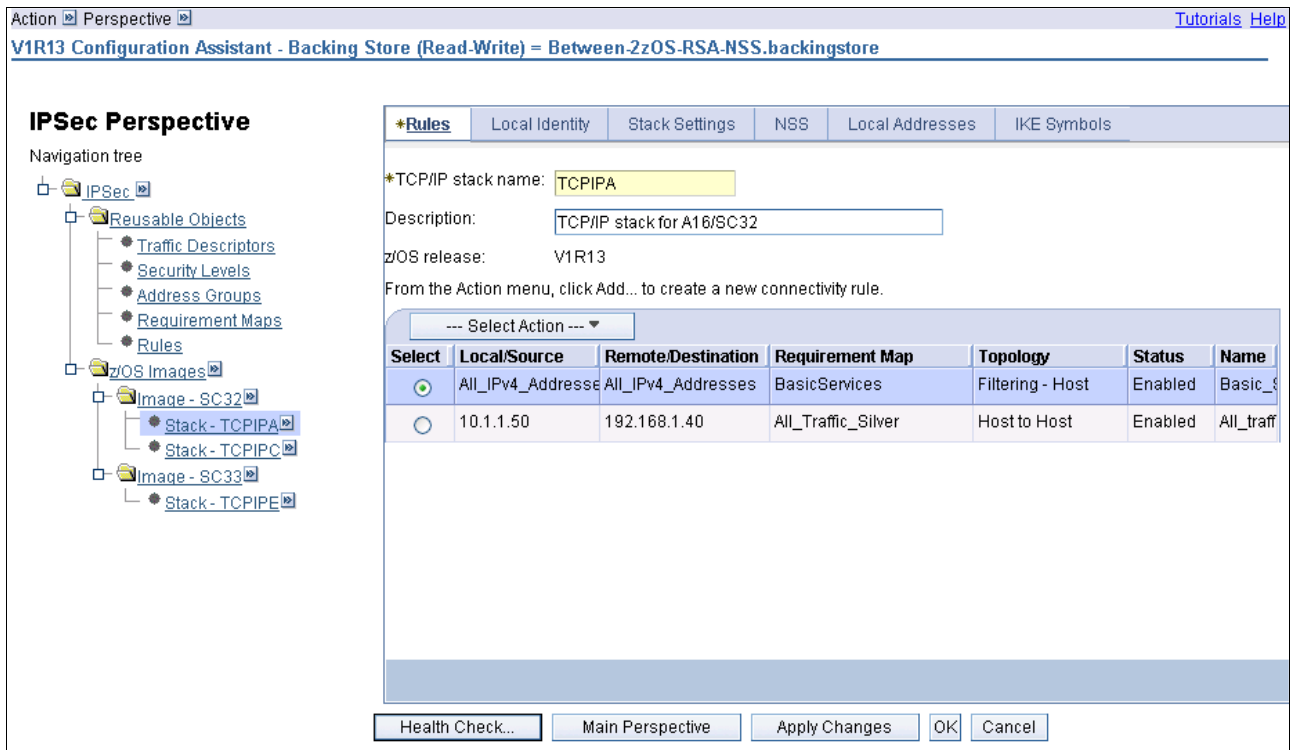 Action Perspective Tutorials Help
V1R13 Configuration Assistant - Backing Store (Read-Write) = Between-2zOS-RSA-NSS.backingstore
IPSec Perspective
Navigation tree
IPSec
Reusable Objects
Traffic Descriptors
Security Levels
Address Groups
Requirement Maps
Rules
z/OS Images
Image - SC32
Stack - TCPIPA
Stack - TCPIPC
Image - SC33
Stack - TCPIPE
*Rules Local Identity Stack Settings NSS Local Addresses IKE Symbols
*TCP/IP stack name: TCPIPA
Description: TCP/IP stack for A16/SC32
z/OS release: V1R13
From the Action menu, click Add... to create a new connectivity rule.
--- Select Action ---
Select Local/Source Remote/Destination Requirement Map Topology Status Name
All_IPv4_Addresse All_IPv4_Addresses BasicServices Filtering - Host Enabled Basic_S
10.1.1.50 192.168.1.40 All_Traffic_Silver Host to Host Enabled All_traff
Health Check... Main Perspective Apply Changes OK Cancel